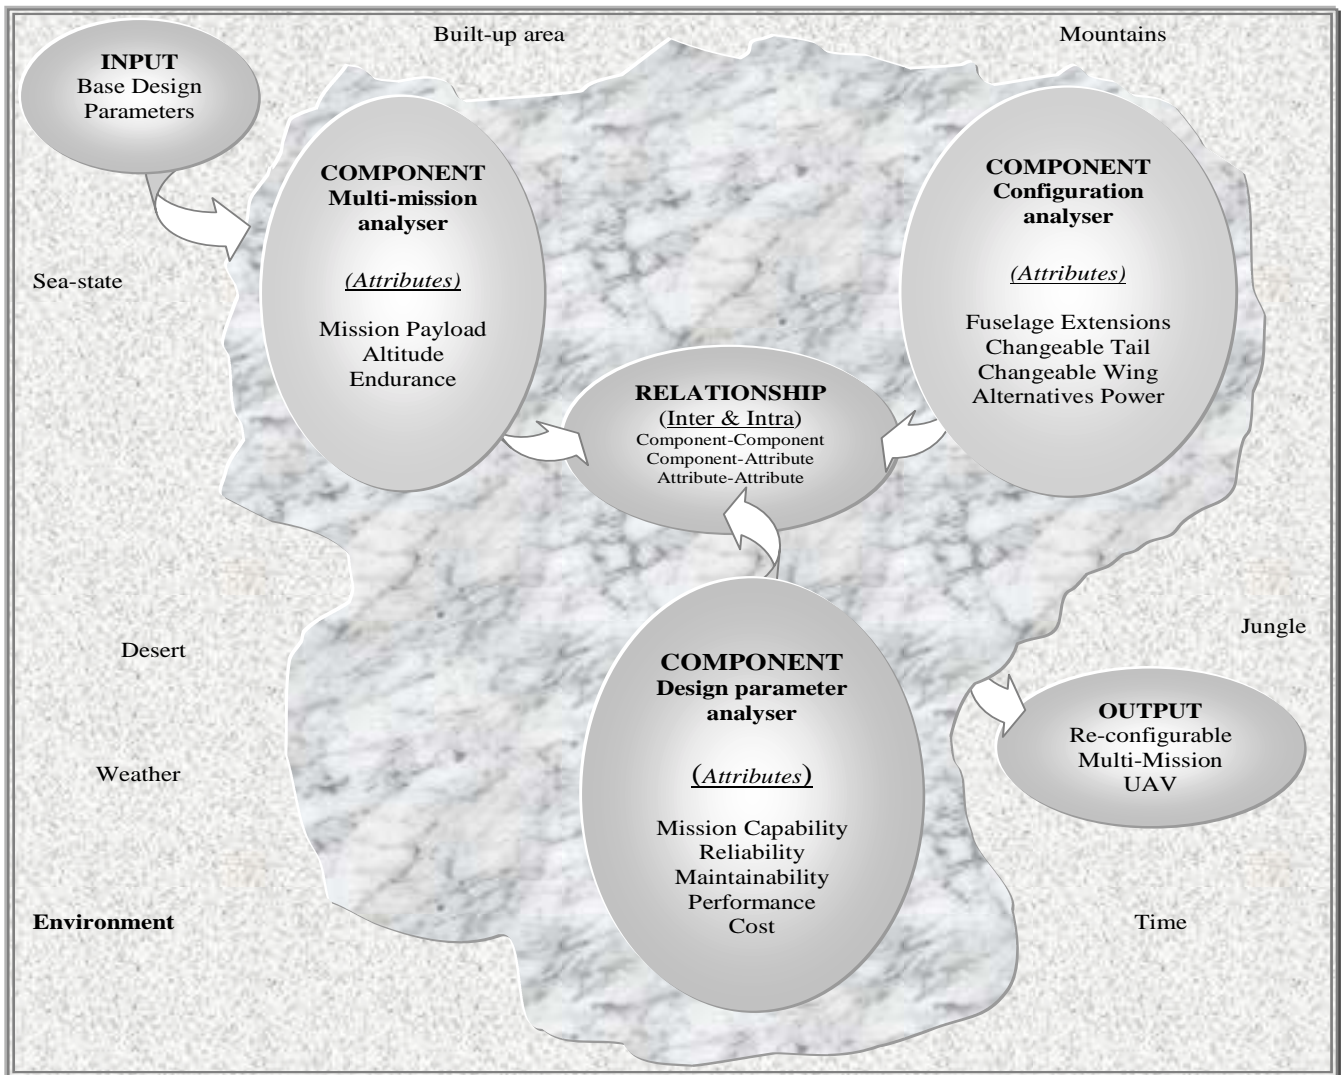 Built-up area
Mountains
INPUT
Base Design
Parameters
COMPONENT
Multi-mission
analyser
(Attributes)
Mission Payload
Altitude
Endurance
COMPONENT
Configuration
analyser
(Attributes)
Fuselage Extensions
Changeable Tail
Changeable Wing
Alternatives Power
Sea-state
RELATIONSHIP
(Inter & Intra)
Component-Component
Component-Attribute
Attribute-Attribute
Desert
Jungle
COMPONENT
Design parameter
analyser
(Attributes)
Mission Capability
Reliability
Maintainability
Performance
Cost
OUTPUT
Re-configurable
Multi-Mission
UAV
Weather
Environment
Time